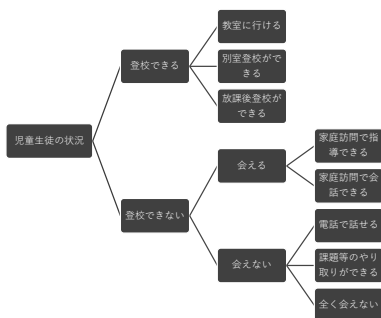 児童生徒の状況
登校できる
教室に行ける
別室登校がで
きる
放課後登校が
できる
登校できない
会える
家庭訪問で指
導できる
家庭訪問で会
話できる
会えない
電話で話せる
課題等のやり
取りができる
全く会えない